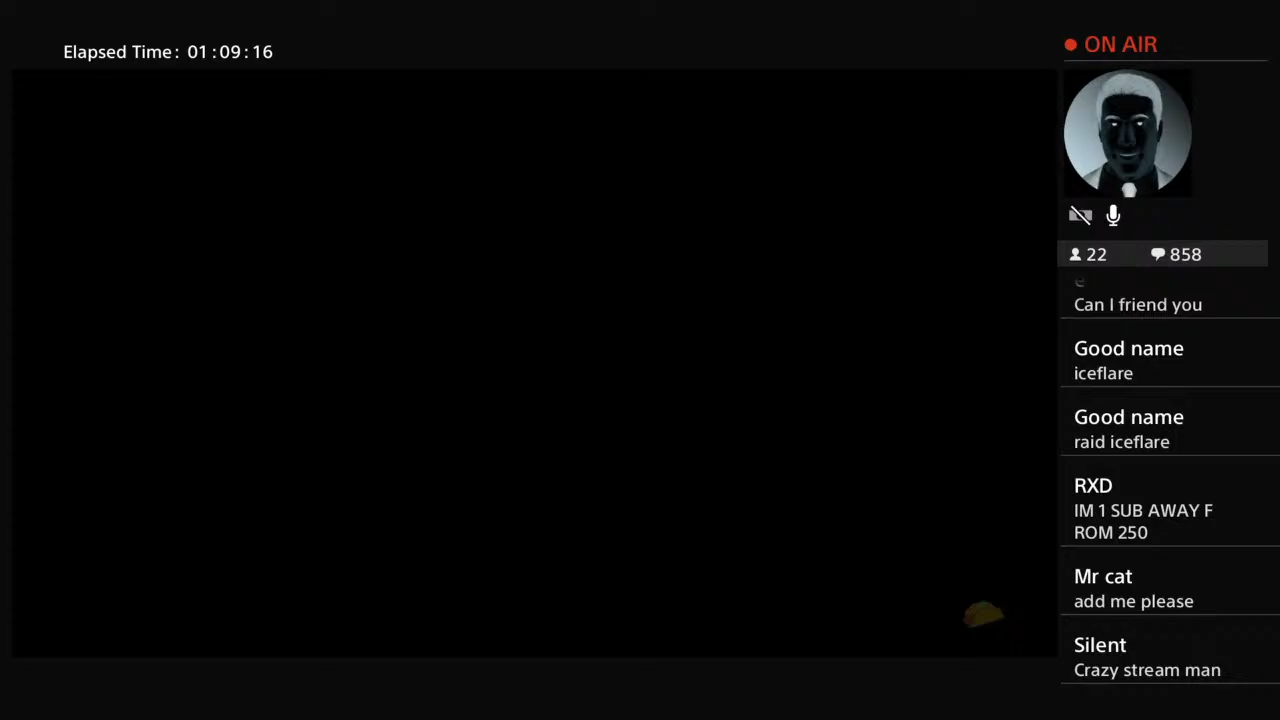 Elapsed Time: 01:09:16
ON AIR
22 858
Can I friend you
Good name
iceflare
Good name
raid iceflare
RXD
IM 1 SUB AWAY F
ROM 250
Mr cat
add me please
Silent
Crazy stream man